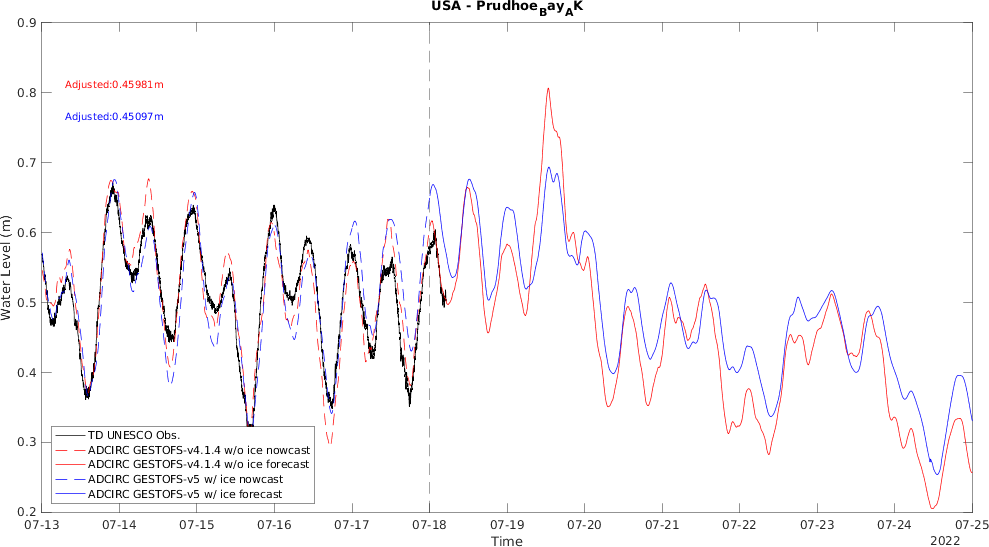 USA - Prudhoe_Bay_AK
0.9
0.8
0.7
0.6
0.5
0.4
0.3
0.2
Water Level (m)
Adjusted:0.45981m
Adjusted:0.45097m
TD UNESCO Obs.
ADCIRC GESTOFS-v4.1.4 w/o ice nowcast
ADCIRC GESTOFS-v4.1.4 w/o ice forecast
ADCIRC GESTOFS-v5 w/ ice nowcast
ADCIRC GESTOFS-v5 w/ ice forecast
07-13 07-14 07-15 07-16 07-17 07-18 07-19 07-20 07-21 07-22 07-23 07-24 07-25
Time
2022